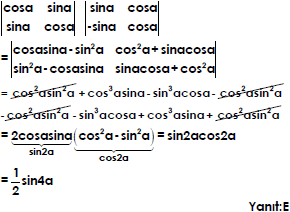 |cosa sina| |sina cosa|
|sina cosa| |-sina cosa|
= |cosasina-sin²a cos²a+sinacosa|
|sin²a-cosasina sinacosa+cos²a|
= cos²asin²a + cos³asina - sin³acosa - cos²asin²a
- cos²asin²a - sin³acosa + cos³asina + cos²asin²a
= 2cosasina (cos²a-sin²a) = sin2acos2a
sin2a cos2a
= 1/2 sin4a
Yanıt:E